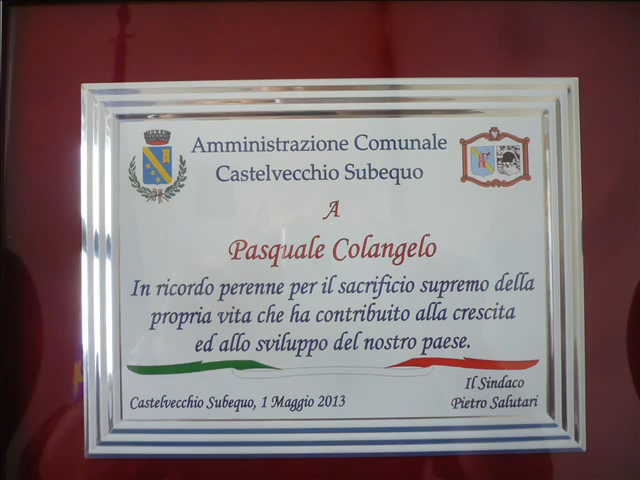 Amministrazione Comunale
Castelvecchio Subequo
A
Pasquale Colangelo
In ricordo perenne per il sacrificio supremo della
propria vita che ha contribuito alla crescita
ed allo sviluppo del nostro paese.
Castelvecchio Subequo, 1 Maggio 2013
Il Sindaco
Pietro Salutari